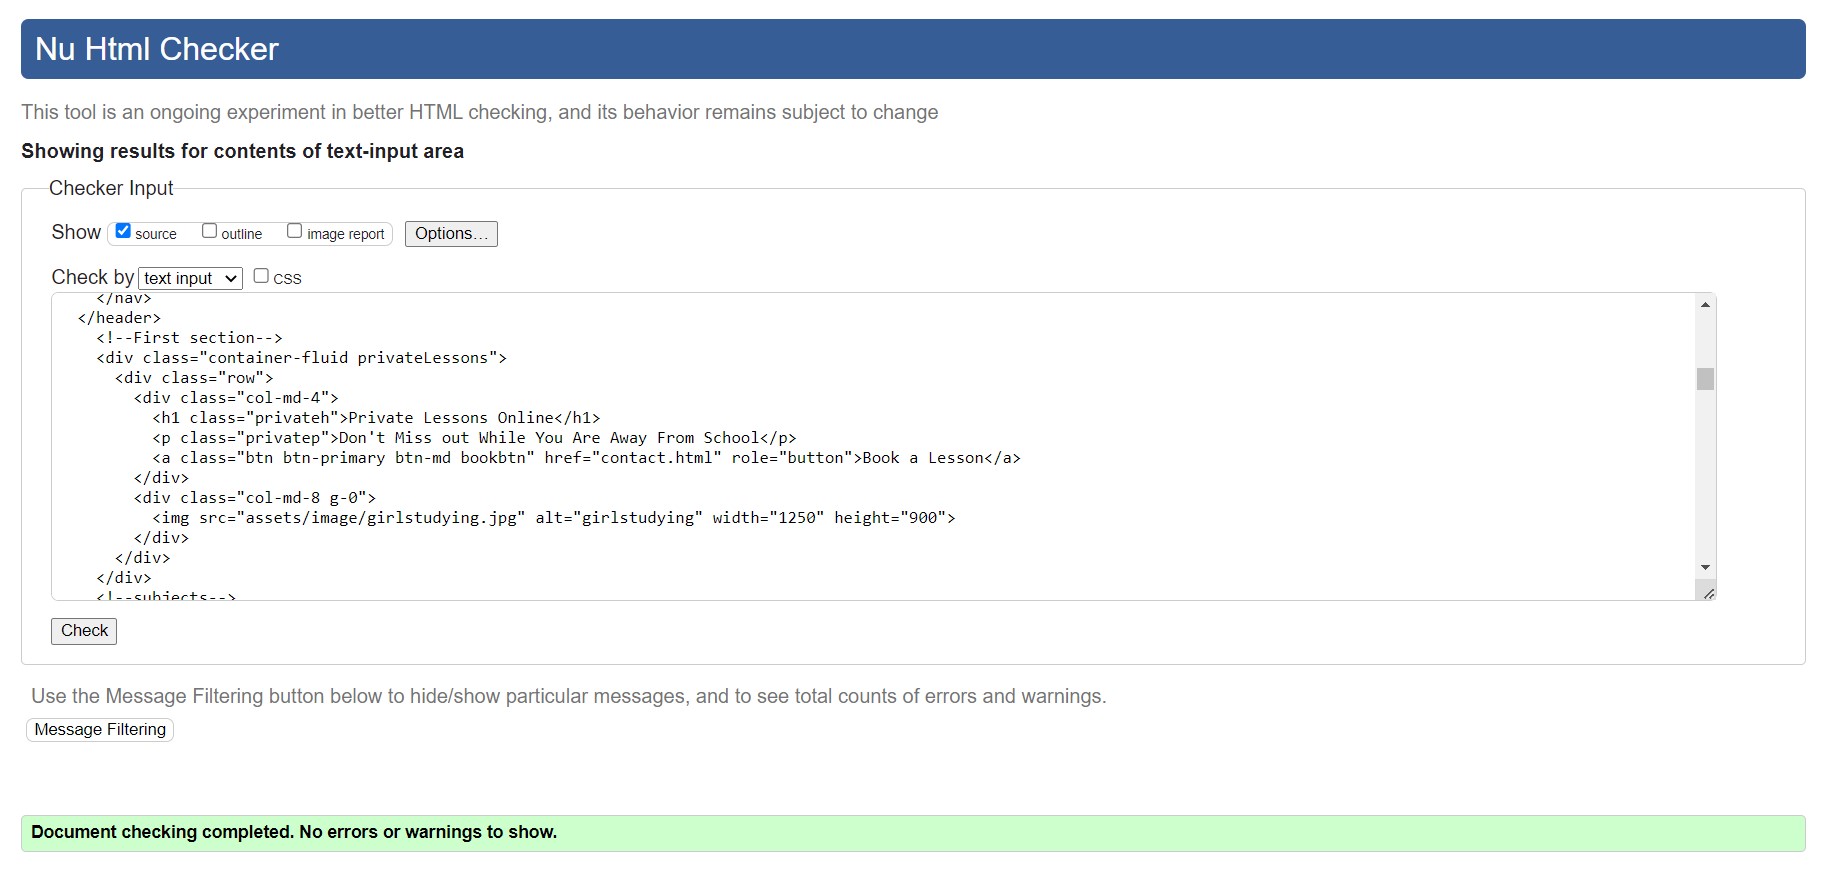 Nu Html Checker
This tool is an ongoing experiment in better HTML checking, and its behavior remains subject to change
Showing results for contents of text-input area
Checker Input
Show source outline image report Options...
Check by text input CSS
</nav>
</header>
<!--First section-->
<div class="container-fluid privateLessons">
<div class="row">
<div class="col-md-4">
<h1 class="privateh">Private Lessons Online</h1>
<p class="privatep">Don't Miss out While You Are Away From School</p>
<a class="btn btn-primary btn-md bookbtn" href="contact.html" role="button">Book a Lesson</a>
</div>
<div class="col-md-8 g-0">
<img src="assets/image/girlstudying.jpg" alt="girlstudying" width="1250" height="900">
</div>
</div>
</div>
<!--subjects-->
Check
Use the Message Filtering button below to hide/show particular messages, and to see total counts of errors and warnings.
Message Filtering
Document checking completed. No errors or warnings to show.